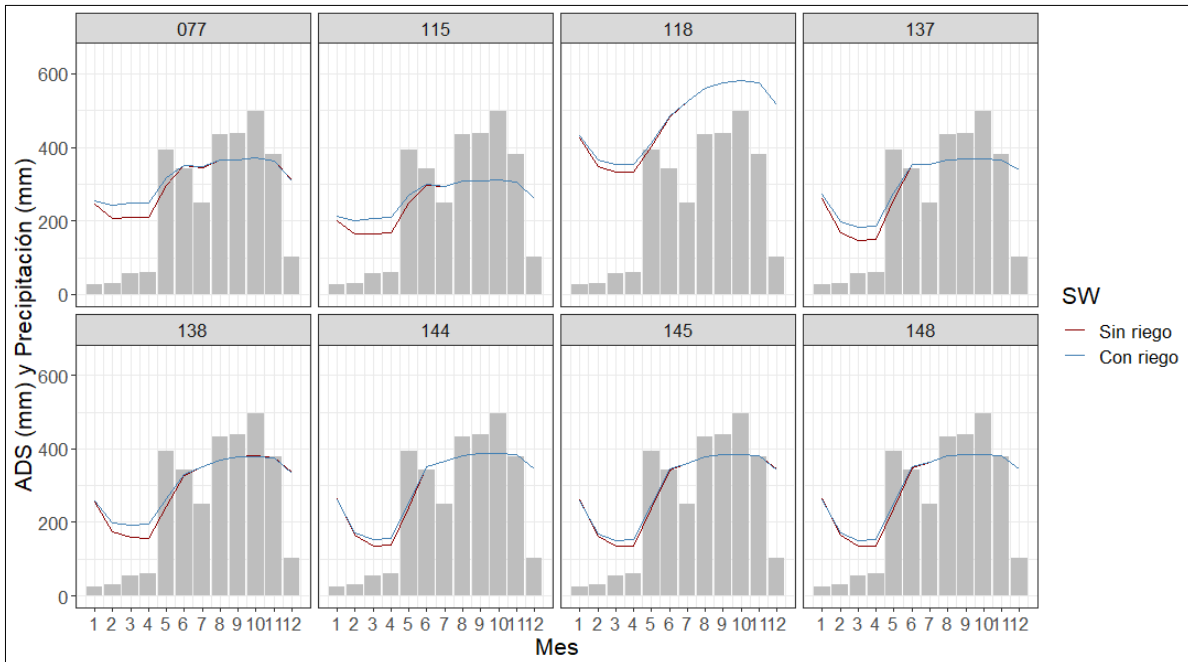 077 115 118 137
600
400
200
0
138 144 145 148
600
400
200
0
1 2 3 4 5 6 7 8 9 10 11 12 1 2 3 4 5 6 7 8 9 10 11 12 1 2 3 4 5 6 7 8 9 10 11 12 1 2 3 4 5 6 7 8 9 10 11 12
Mes
ADS (mm) y Precipitación (mm)
SW
Sin riego
Con riego